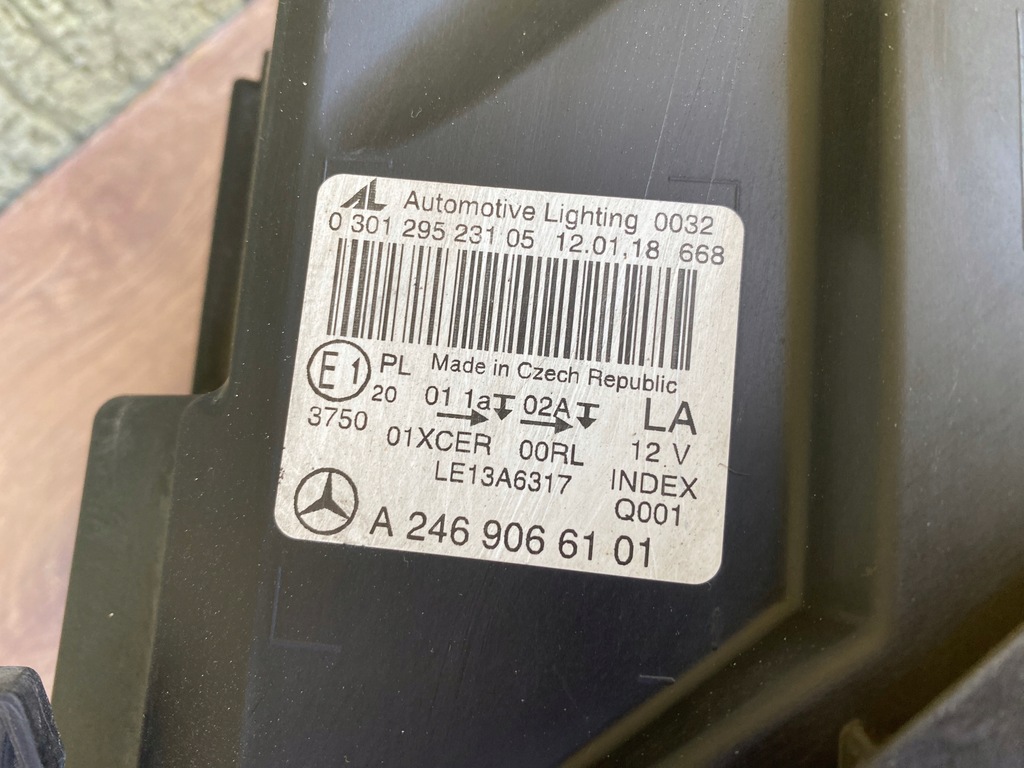 AL Automotive Lighting 0032
0 301 295 231 05 12.01,18 668
E1 PL Made in Czech Republic
20 01 1a 02A LA
3750 01XCER 00RL 12 V
LE13A6317 INDEX
Q001
A 246 906 61 01